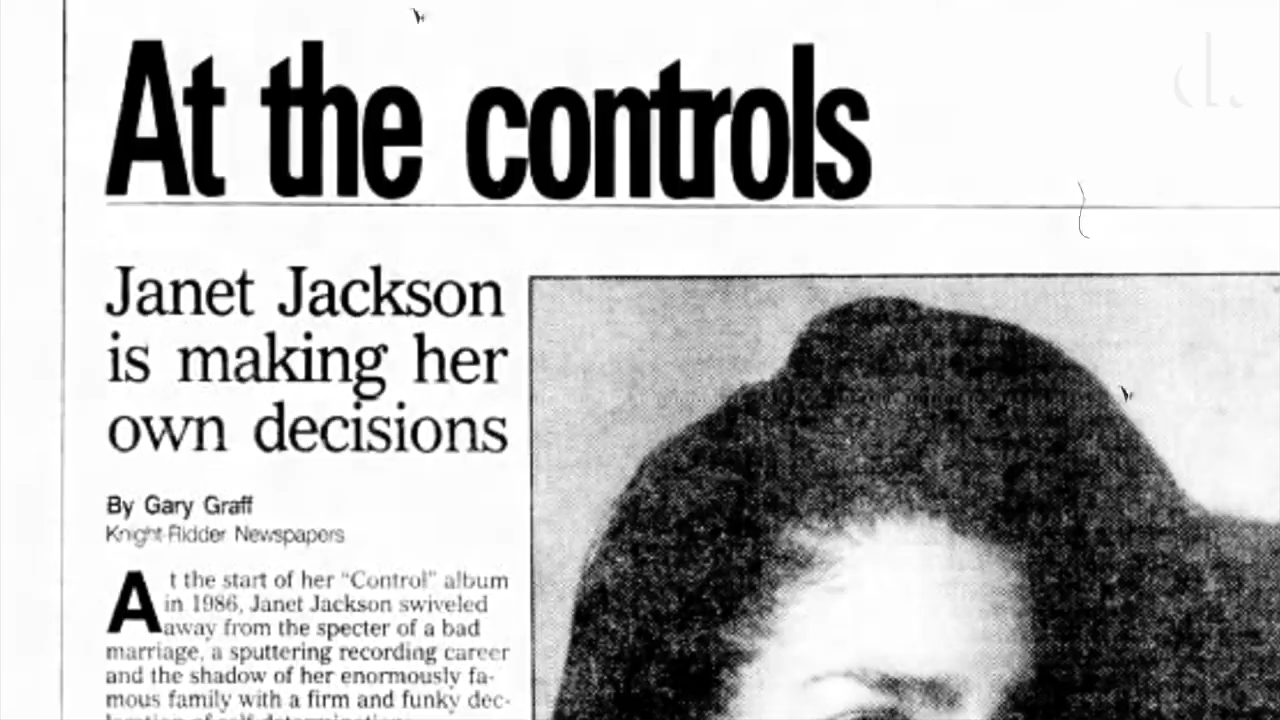 At the controls
Janet Jackson
is making her
own decisions
By Gary Graff
Knight-Ridder Newspapers
At the start of her “Control” album
in 1986, Janet Jackson swiveled
away from the specter of a bad
marriage, a sputtering recording career
and the shadow of her enormously fa-
mous family with a firm and funky dec-
d.